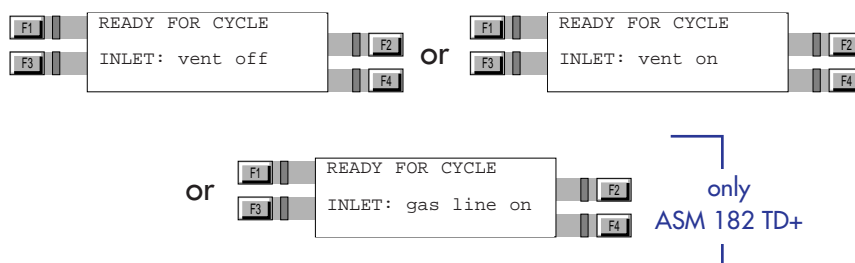 F1 READY FOR CYCLE
F2
F3 INLET: vent off
F4
or
F1 READY FOR CYCLE
F2
F3 INLET: vent on
F4
or
F1 READY FOR CYCLE
F2
F3 INLET: gas line on
F4
only
ASM 182 TD+